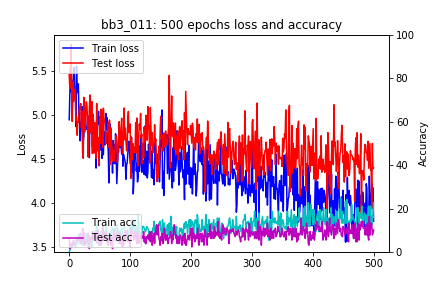 bb3_011: 500 epochs loss and accuracy
Train loss
Test loss
Train acc
Test acc
Loss
5.5
5.0
4.5
4.0
3.5
Accuracy
100
80
60
40
20
0
0 100 200 300 400 500